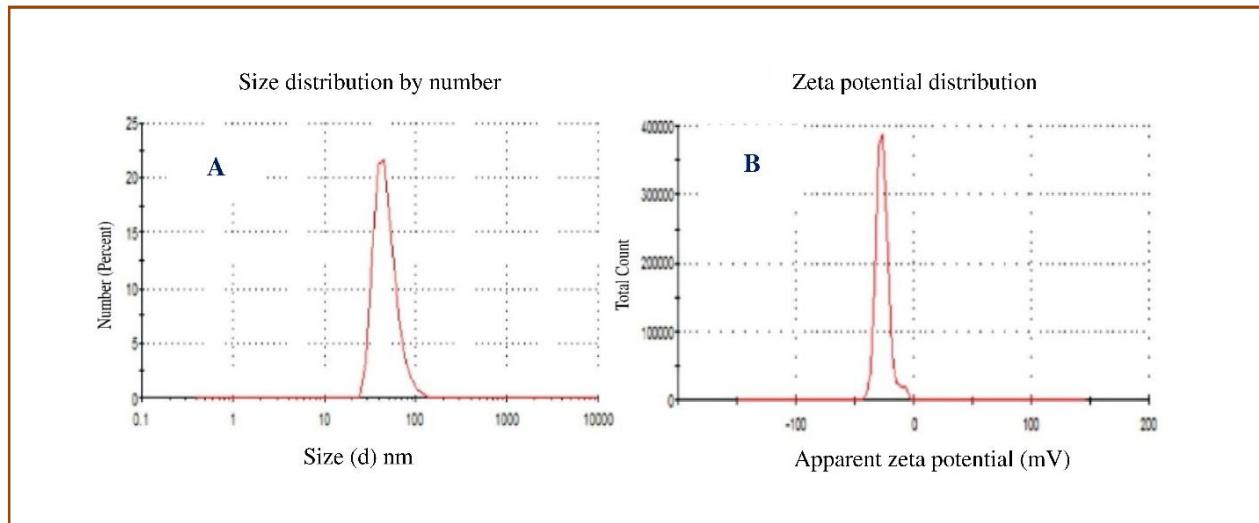 Size distribution by number
A
Number (Percent)
25
20
15
10
5
0
0.1 1 10 100 1000 10000
Size (d) nm
Zeta potential distribution
B
Total Count
400000
300000
200000
100000
0
-100 0 100 200
Apparent zeta potential (mV)